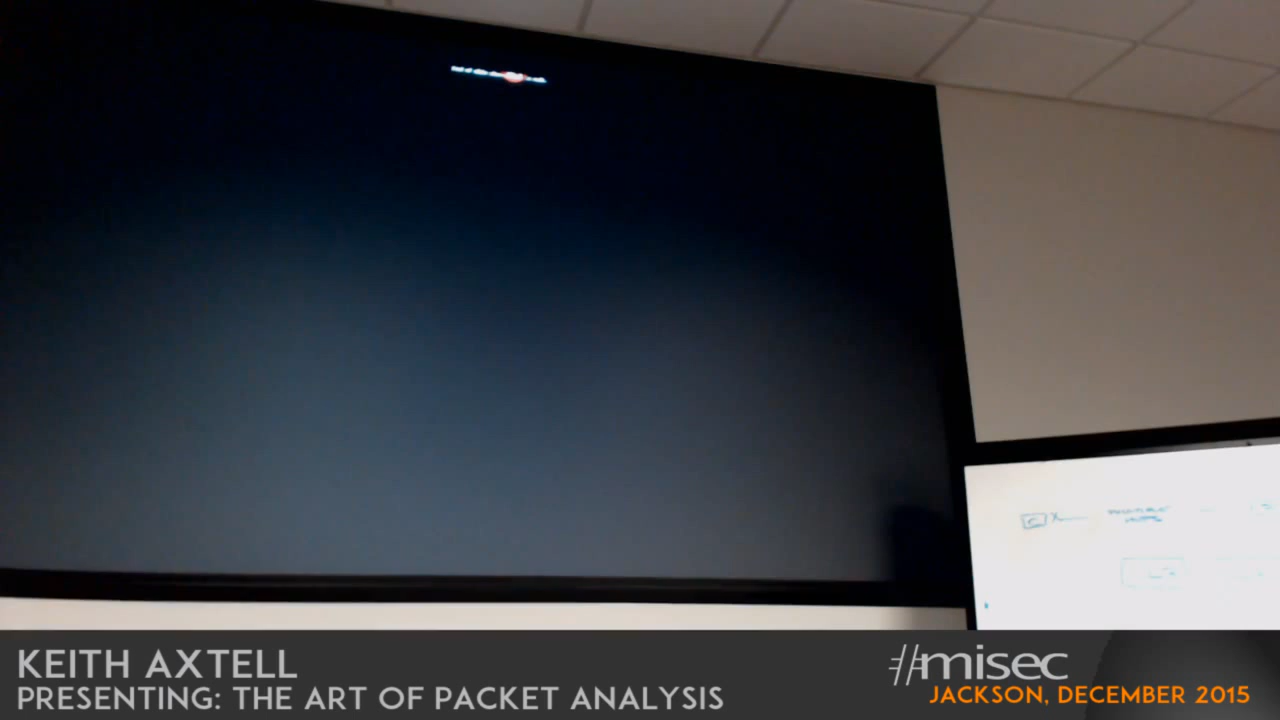 KEITH AXTELL
PRESENTING: THE ART OF PACKET ANALYSIS
//misec
JACKSON, DECEMBER 2015